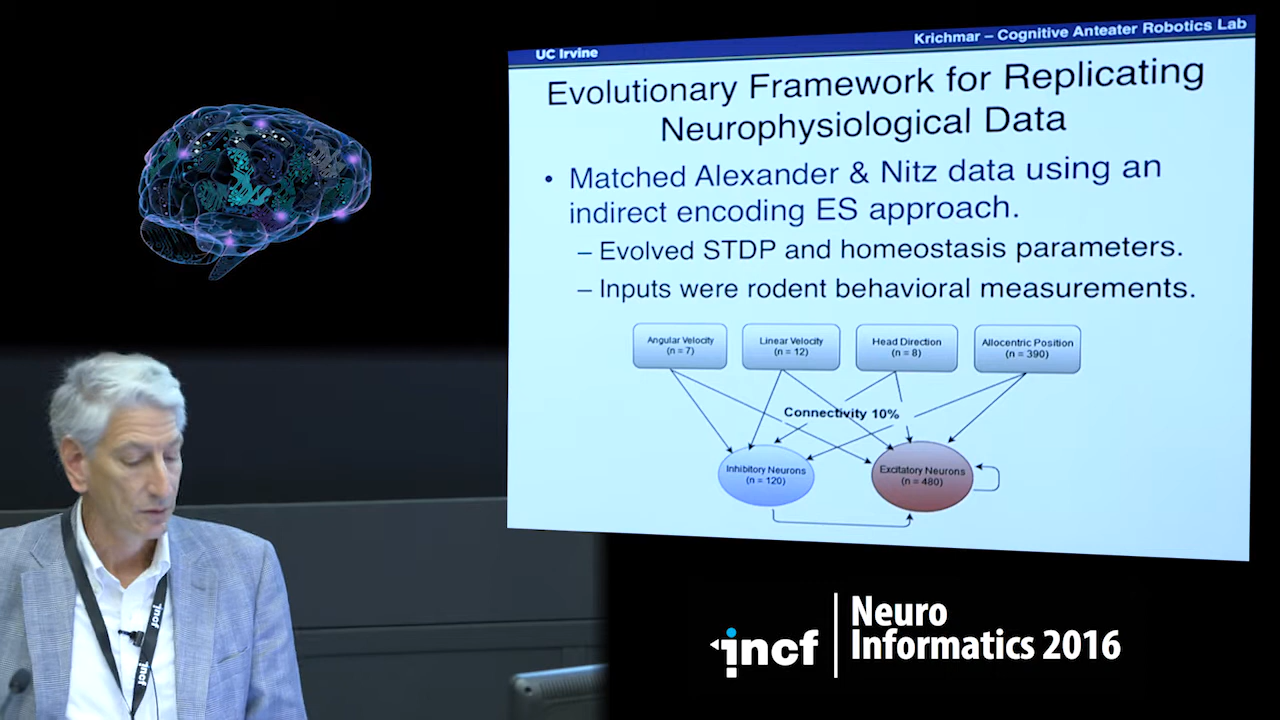 UC Irvine
Krichmar – Cognitive Anteater Robotics Lab
Evolutionary Framework for Replicating
Neurophysiological Data
• Matched Alexander & Nitz data using an
indirect encoding ES approach.
– Evolved STDP and homeostasis parameters.
– Inputs were rodent behavioral measurements.
Angular Velocity
(n = 7)
Linear Velocity
(n = 12)
Head Direction
(n = 8)
Allocentric Position
(n = 390)
Connectivity 10%
Inhibitory Neurons
(n = 120)
Excitatory Neurons
(n = 480)
incf
incf
incf
Neuro
Informatics 2016